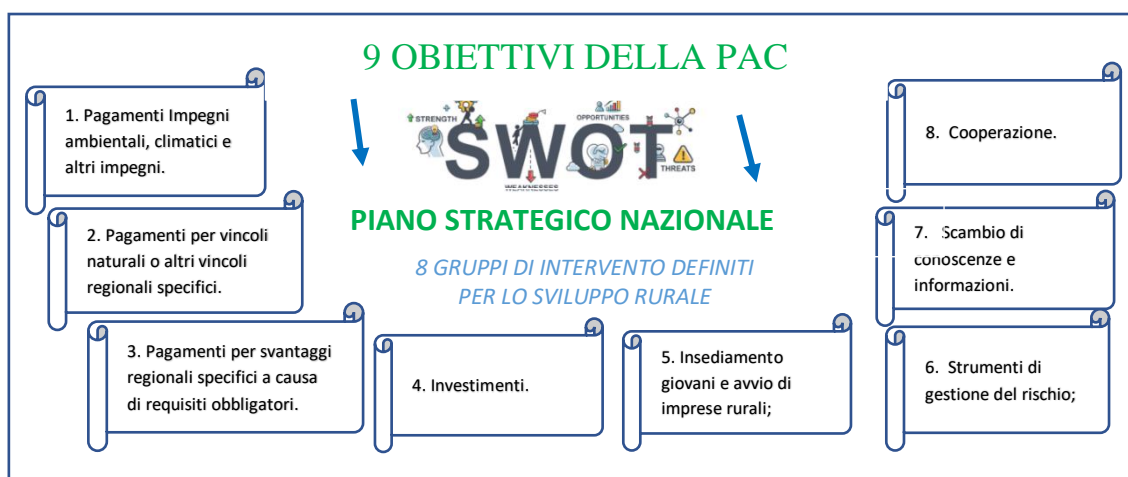 9 OBIETTIVI DELLA PAC
STRENGTH
OPPORTUNITIES
SWOT
WEAKNESSES
THREATS
PIANO STRATEGICO NAZIONALE
8 GRUPPI DI INTERVENTO DEFINITI
PER LO SVILUPPO RURALE
1. Pagamenti Impegni
ambientali, climatici e
altri impegni.
2. Pagamenti per vincoli
naturali o altri vincoli
regionali specifici.
3. Pagamenti per svantaggi
regionali specifici a causa
di requisiti obbligatori.
4. Investimenti.
5. Insediamento
giovani e avvio di
imprese rurali;
6. Strumenti di
gestione del rischio;
7. Scambio di
conoscenze e
informazioni.
8. Cooperazione.